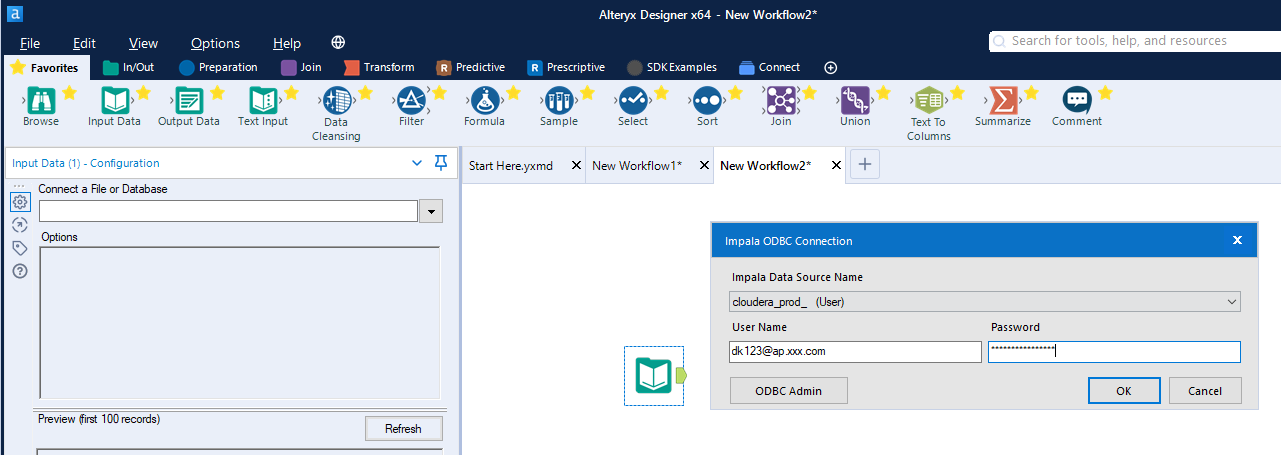 a
Alteryx Designer x64 - New Workflow2*
File Edit View Options Help
Search for tools, help, and resources
Favorites In/Out Preparation Join Transform R Predictive R Prescriptive SDKExamples Connect
Browse Input Data Output Data Text Input Data Cleansing Filter Formula Sample Select Sort Join Union Text To Columns Summarize Comment
Input Data (1) - Configuration
Start Here.yxmd New Workflow1* New Workflow2*
Connect a File or Database
Options
Impala ODBC Connection
Impala Data Source Name
cloudera_prod_ (User)
User Name Password
dk123@ap.xxx.com ****************
ODBC Admin OK Cancel
Preview (first 100 records) Refresh